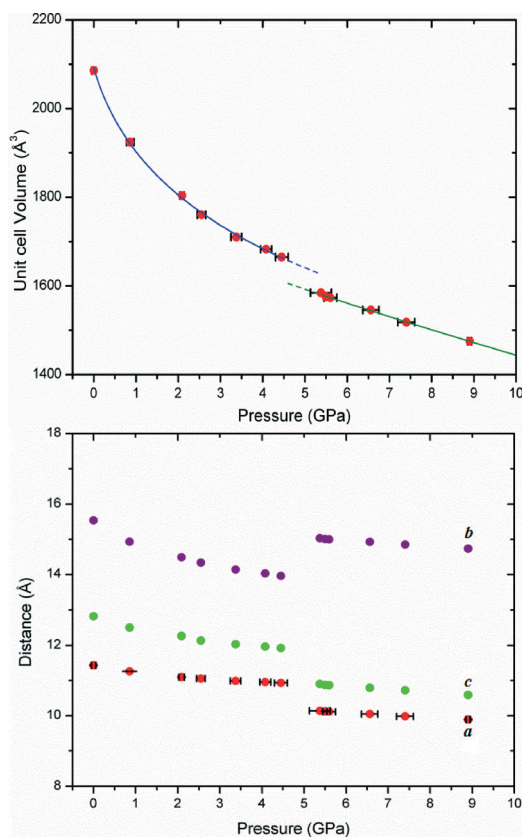 2200
2000
1800
1600
1400
Unit cell Volume (Å³)
0 1 2 3 4 5 6 7 8 9 10
Pressure (GPa)
18
16
14
12
10
8
Distance (Å)
b
c
a
0 1 2 3 4 5 6 7 8 9 10
Pressure (GPa)